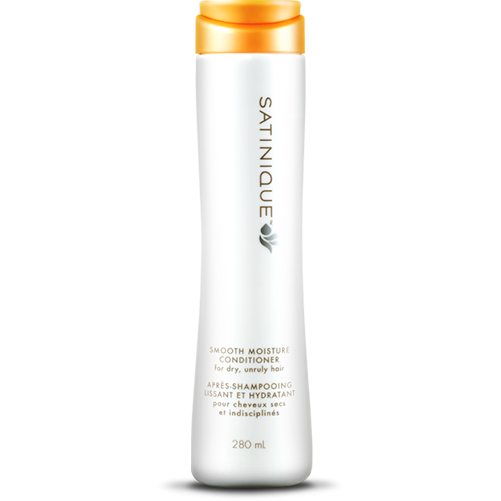 SATINIQUE™
SMOOTH MOISTURE
CONDITIONER
for dry, unruly hair
APRÈS-SHAMPOOING
LISSANT ET HYDRATANT
pour cheveux secs
et indisciplinés
280 mL